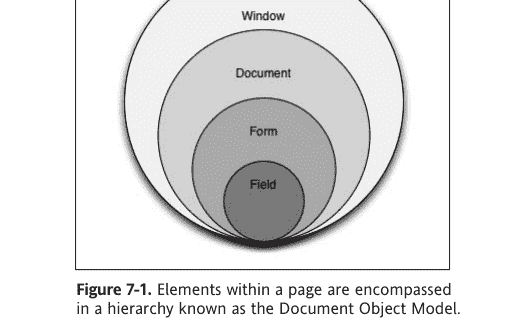 Window
Document
Form
Field
Figure 7-1. Elements within a page are encompassed
in a hierarchy known as the Document Object Model.